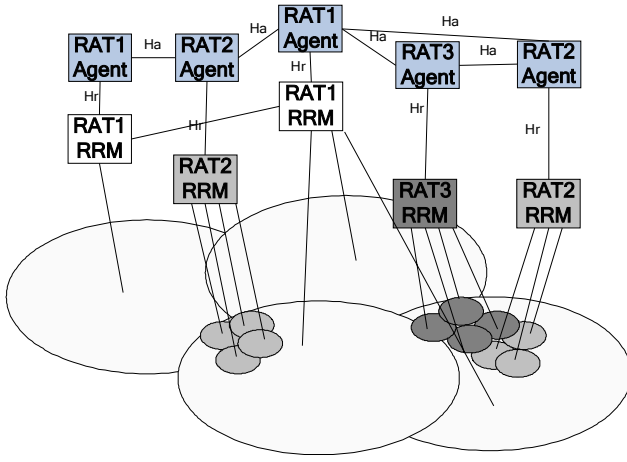 RAT1
Agent
Ha
RAT2
Agent
Ha
RAT1
Agent
Ha
Ha
RAT3
Agent
Ha
RAT2
Agent
Hr
Hr
Hr
Hr
Hr
RAT1
RRM
RAT2
RRM
RAT1
RRM
RAT3
RRM
RAT2
RRM